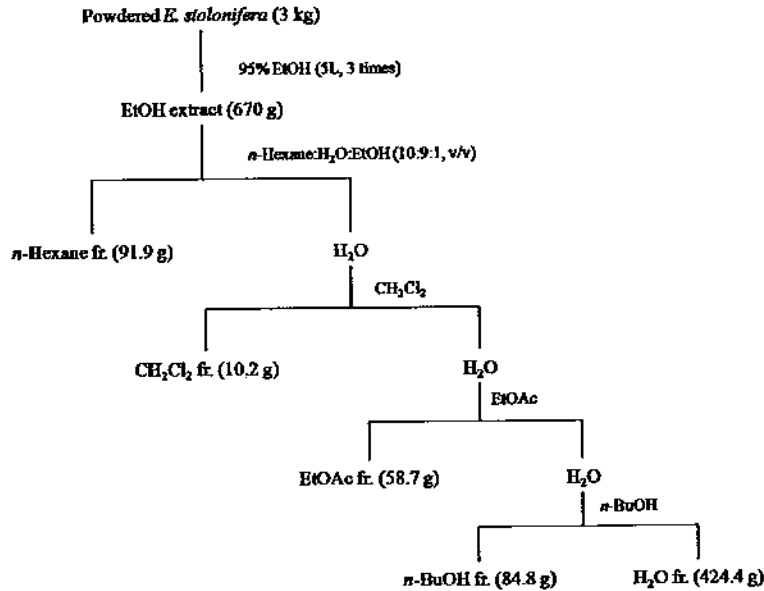 Powdered E. stolonifera (3 kg)
95% EtOH (5L, 3 times)
EtOH extract (670 g)
n-Hexane:H₂O:EtOH (10:9:1, v/v)
n-Hexane fr. (91.9 g)
H₂O
CH₂Cl₂
CH₂Cl₂ fr. (10.2 g)
H₂O
EtOAc
EtOAc fr. (58.7 g)
H₂O
n-BuOH
n-BuOH fr. (84.8 g)
H₂O fr. (424.4 g)